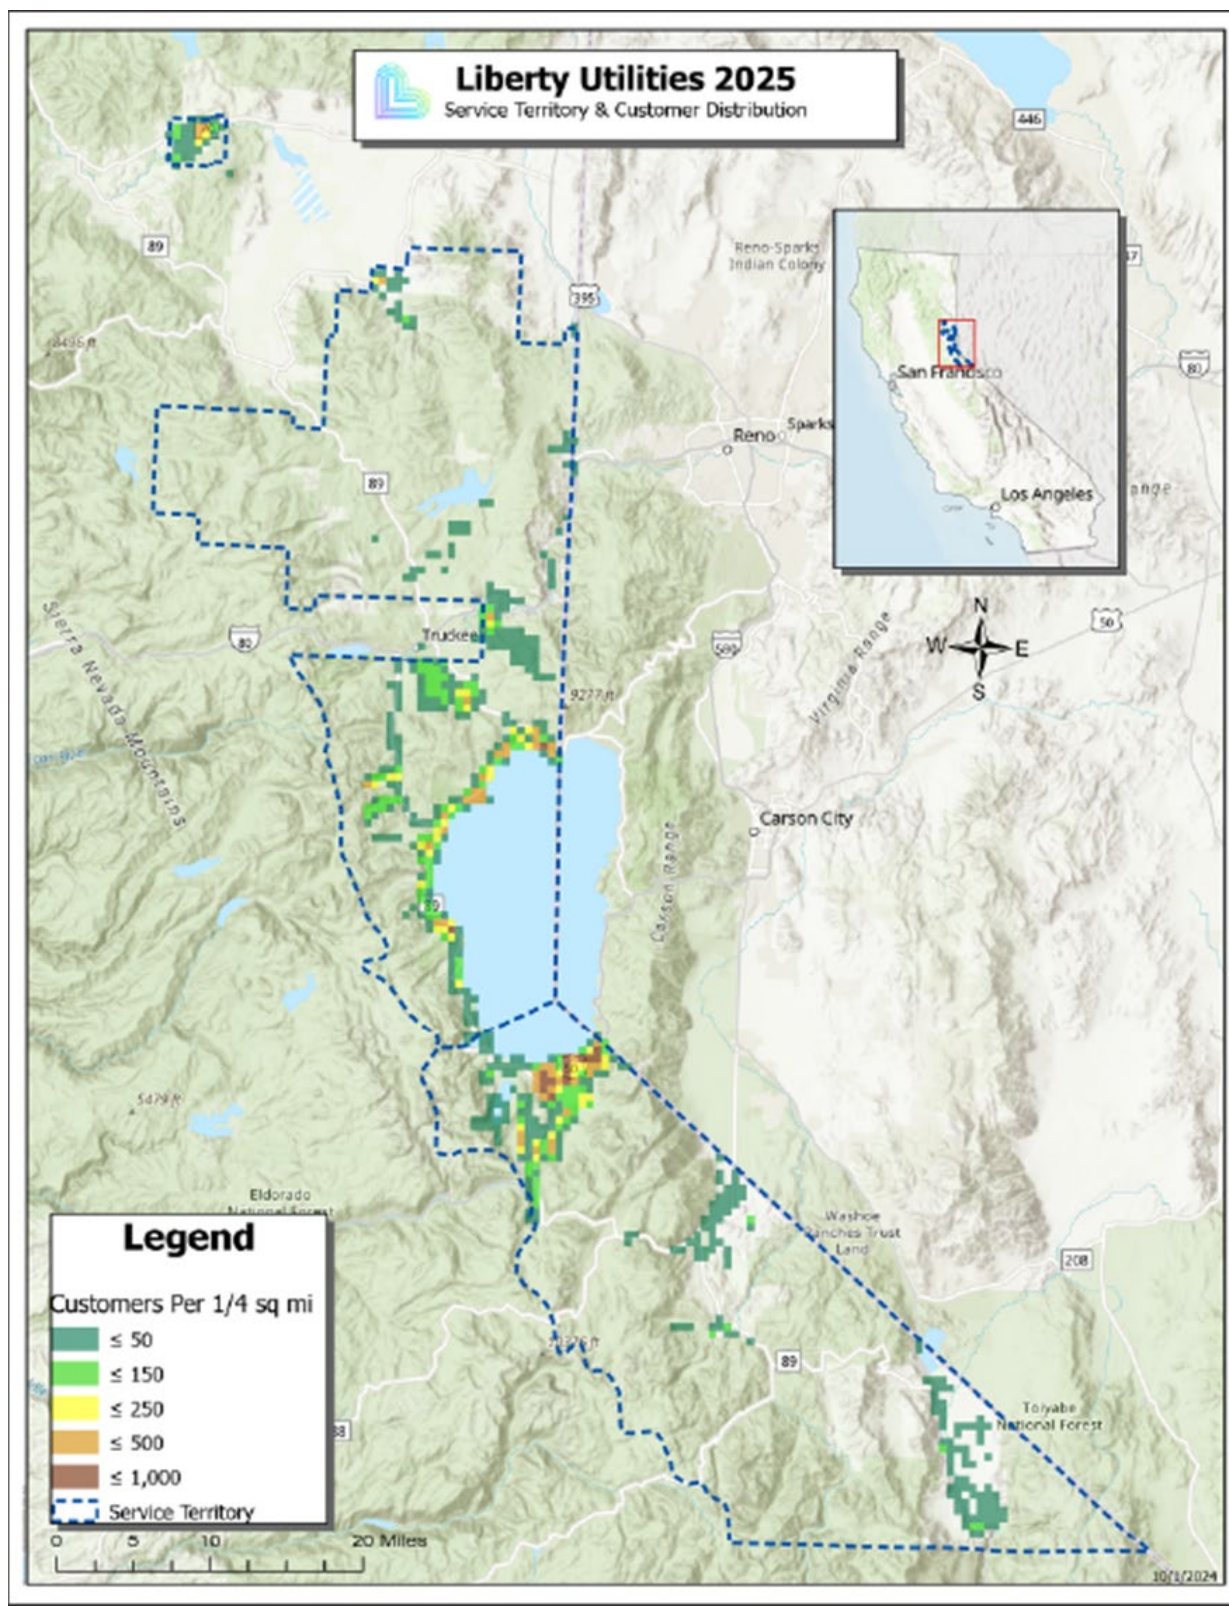 Liberty Utilities 2025
Service Territory & Customer Distribution
446
89
Reno-Sparks
Indian Colony
395
80
San Francisco
Reno
Sparks
89
Los Angeles
ange
Sierra Nevada Mountains
80
Truckee
N
W
E
S
50
580
Virginia Range
9277 ft
Carson City
Carson Range
89
5479 ft
Eldorado
National Forest
Washoe
Ranches Trust
Land
208
89
Toiyabe
National Forest
Legend
Customers Per 1/4 sq mi
≤ 50
≤ 150
≤ 250
≤ 500
≤ 1,000
Service Territory
0
5
10
20 Miles
10/1/2024